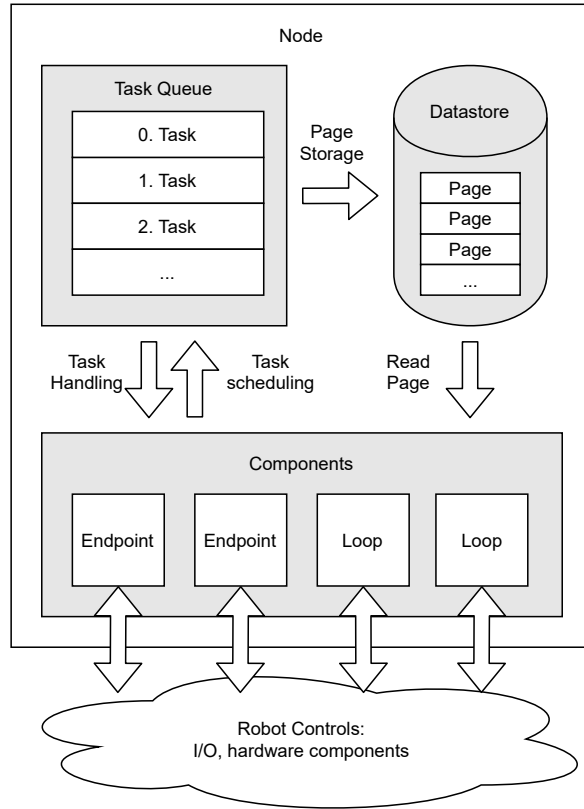 Node
Task Queue
0. Task
1. Task
2. Task
...
Page
Storage
Datastore
Page
Page
Page
...
Task
Handling
Task
scheduling
Read
Page
Components
Endpoint
Endpoint
Loop
Loop
Robot Controls:
I/O, hardware components